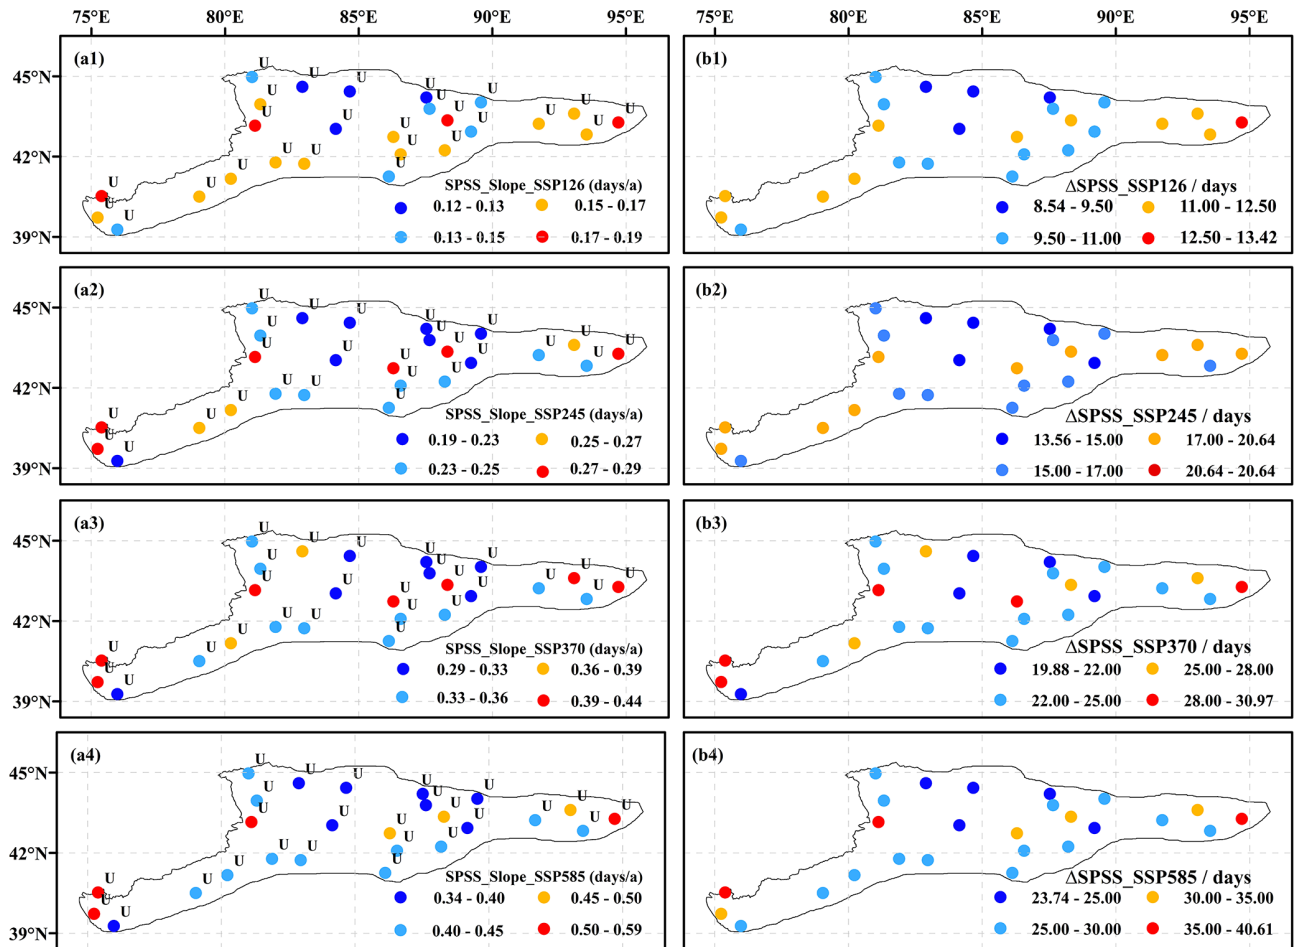 75°E 80°E 85°E 90°E 95°E 75°E 80°E 85°E 90°E 95°E
(a1)
45°N
42°N
39°N
U U U U U U U U U U U U U U U U U U U U U U U U U U
SPSS_Slope_SSP126 (days/a)
0.12 - 0.13 0.15 - 0.17
0.13 - 0.15 0.17 - 0.19
(b1)
ΔSPSS_SSP126 / days
8.54 - 9.50 11.00 - 12.50
9.50 - 11.00 12.50 - 13.42
(a2)
45°N
42°N
39°N
U U U U U U U U U U U U U U U U U U U U U U U U U U
SPSS_Slope_SSP245 (days/a)
0.19 - 0.23 0.25 - 0.27
0.23 - 0.25 0.27 - 0.29
(b2)
ΔSPSS_SSP245 / days
13.56 - 15.00 17.00 - 20.64
15.00 - 17.00 20.64 - 20.64
(a3)
45°N
42°N
39°N
U U U U U U U U U U U U U U U U U U U U U U U U U U
SPSS_Slope_SSP370 (days/a)
0.29 - 0.33 0.36 - 0.39
0.33 - 0.36 0.39 - 0.44
(b3)
ΔSPSS_SSP370 / days
19.88 - 22.00 25.00 - 28.00
22.00 - 25.00 28.00 - 30.97
(a4)
45°N
42°N
39°N
U U U U U U U U U U U U U U U U U U U U U U U U U U
SPSS_Slope_SSP585 (days/a)
0.34 - 0.40 0.45 - 0.50
0.40 - 0.45 0.50 - 0.59
(b4)
ΔSPSS_SSP585 / days
23.74 - 25.00 30.00 - 35.00
25.00 - 30.00 35.00 - 40.61